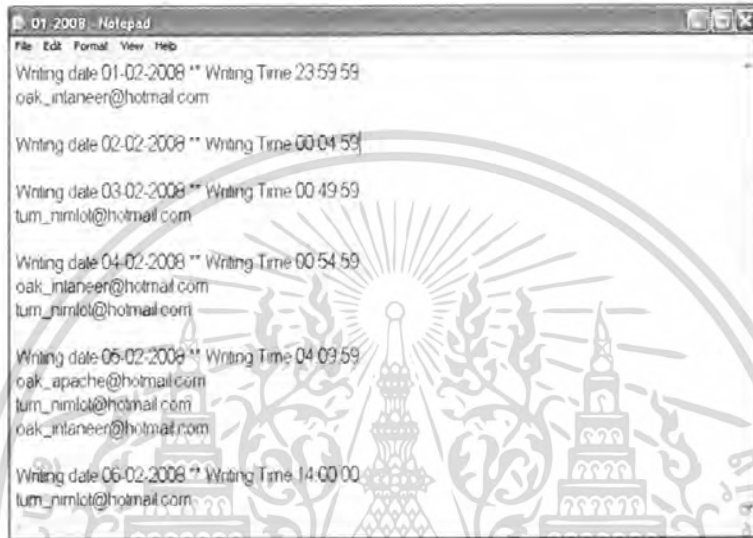 01-2008 - Notepad
File Edit Format View Help
Writing date 01-02-2008 ** Writing Time 23:59:59
oak_intaneer@hotmail.com
Writing date 02-02-2008 ** Writing Time 00:04:59
Writing date 03-02-2008 ** Writing Time 00:49:59
tum_nimlot@hotmail.com
Writing date 04-02-2008 ** Writing Time 00:54:59
oak_intaneer@hotmail.com
tum_nimlot@hotmail.com
Writing date 05-02-2008 ** Writing Time 04:09:59
oak_apache@hotmail.com
tum_nimlot@hotmail.com
oak_intaneer@hotmail.com
Writing date 06-02-2008 ** Writing Time 14:00:00
tum_nimlot@hotmail.com